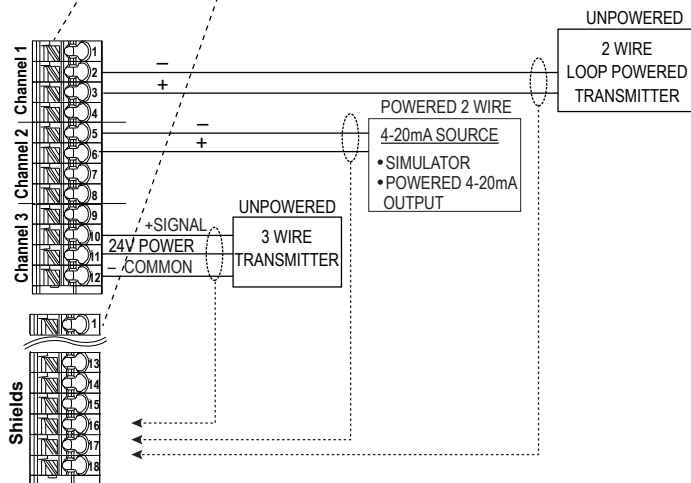 UNPOWERED
2 WIRE
LOOP POWERED
TRANSMITTER
Channel 1
1
2
–
3
+
4
POWERED 2 WIRE
4-20mA SOURCE
• SIMULATOR
• POWERED 4-20mA
OUTPUT
Channel 2
5
–
6
+
7
8
Channel 3
9
10
+SIGNAL
11
24V POWER
12
– COMMON
UNPOWERED
3 WIRE
TRANSMITTER
1
Shields
13
14
15
16
17
18